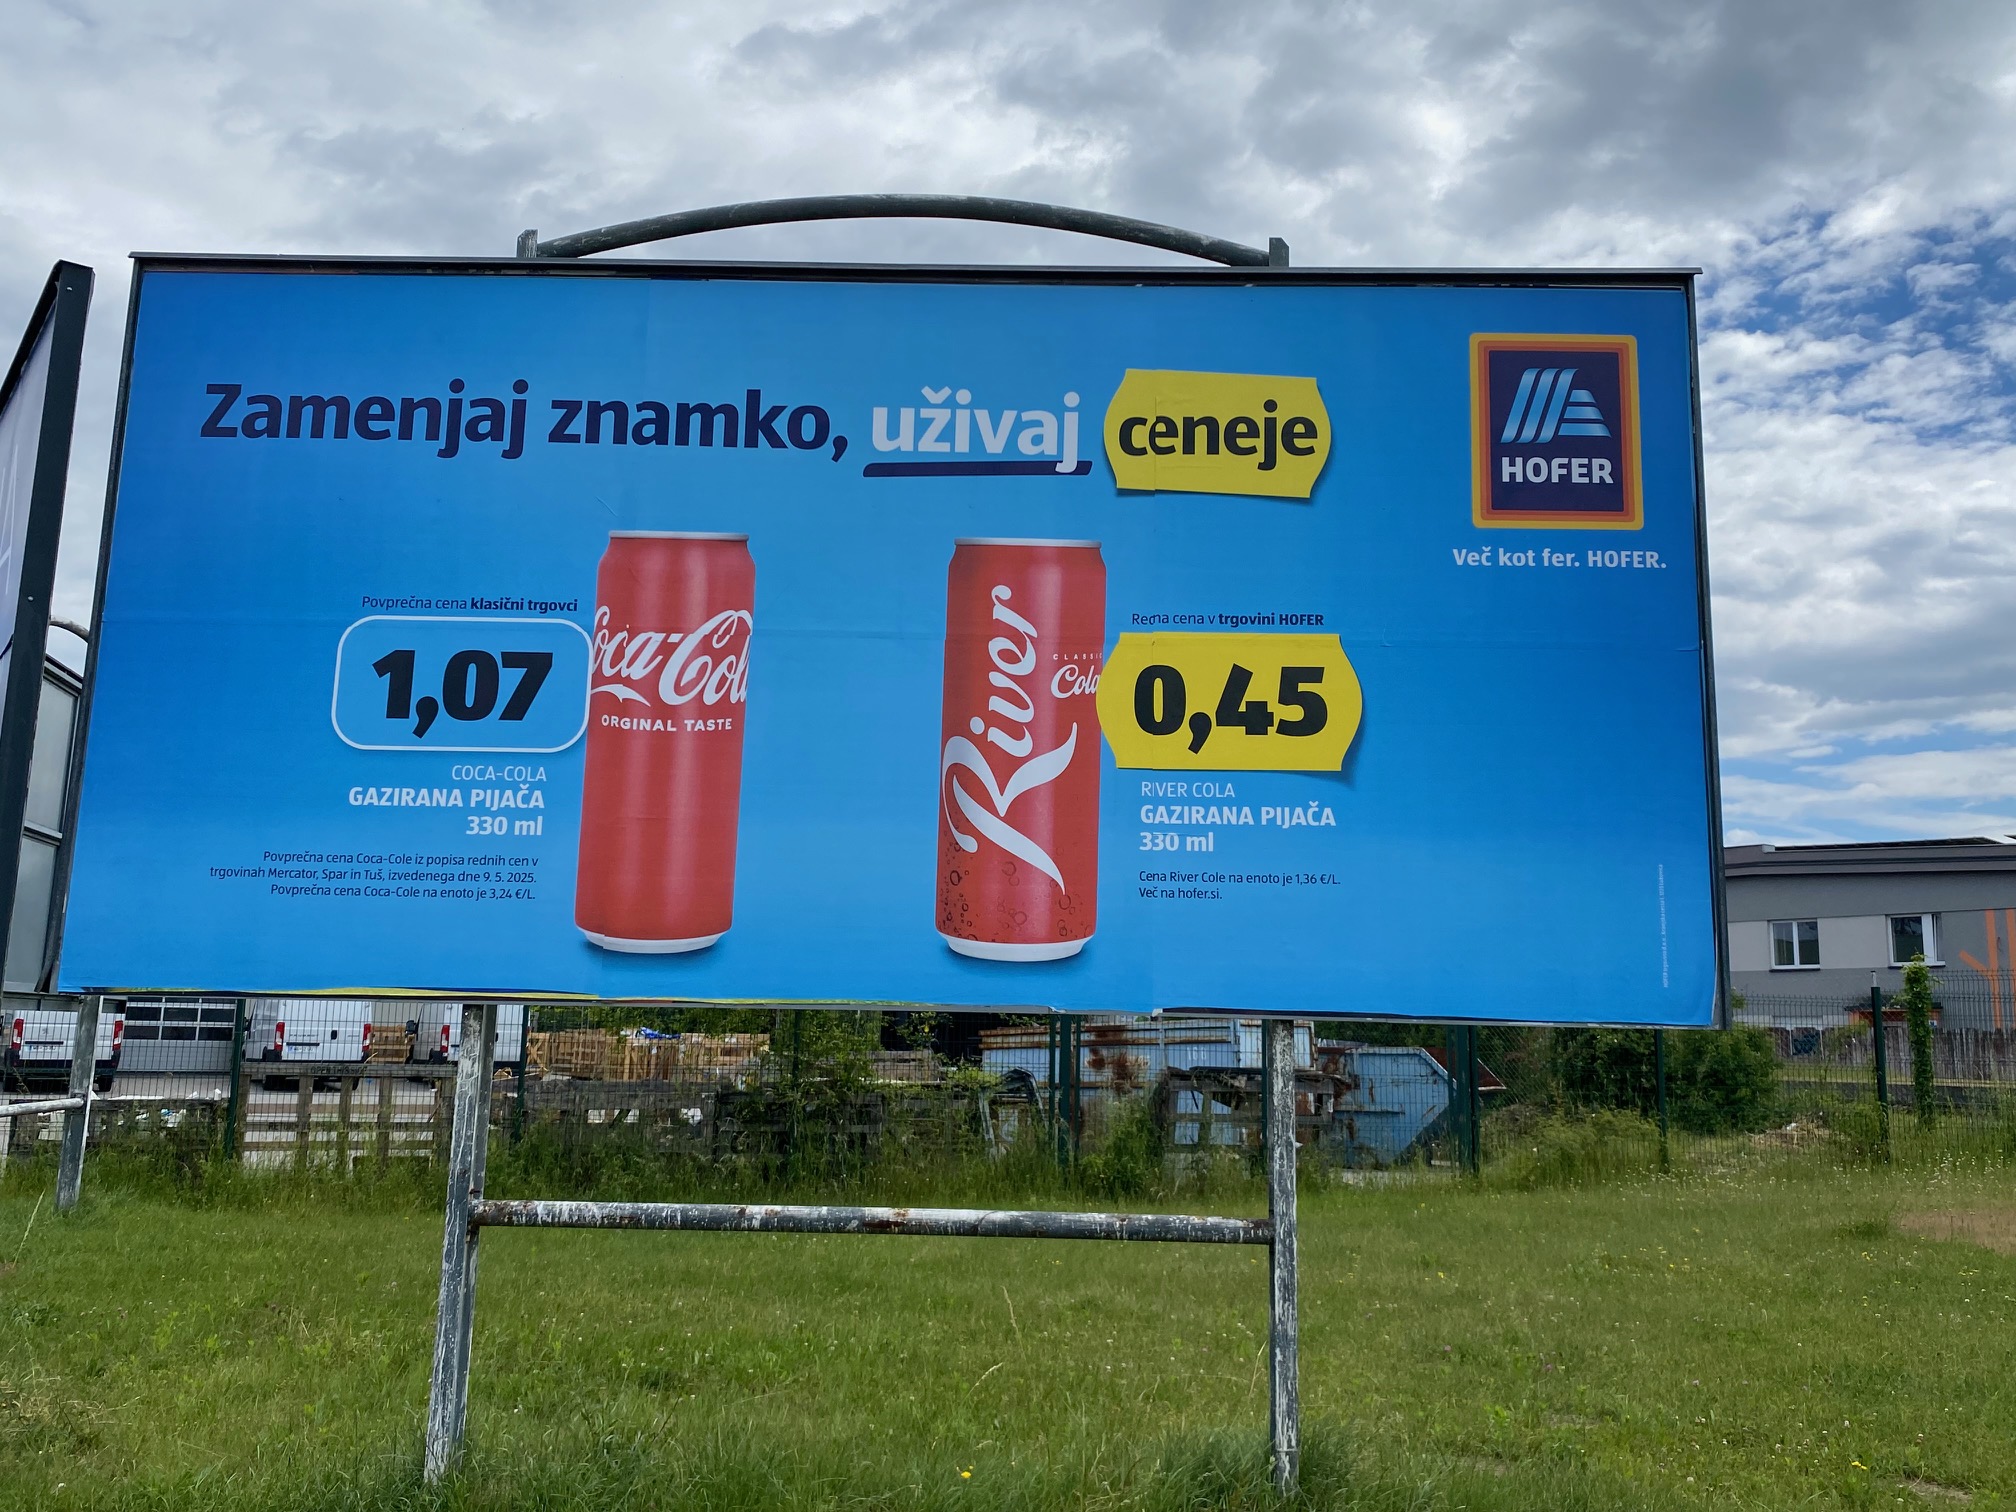 Zamenjaj znamko, uživaj ceneje
HOFER
Več kot fer. HOFER.
Povprečna cena klasični trgovci
1,07
Coca-Col
ORGINAL TASTE
COCA-COLA
GAZIRANA PIJAČA
330 ml
Povprečna cena Coca-Cole iz popisa rednih cen v
trgovinah Mercator, Spar in Tuš, izvedenega dne 9. 5. 2025.
Povprečna cena Coca-Cole na enoto je 3,24 €/L.
River
CLASSIC
Cola
Redna cena v trgovini HOFER
0,45
RIVER COLA
GAZIRANA PIJAČA
330 ml
Cena River Cole na enoto je 1,36 €/L.
Več na hofer.si.